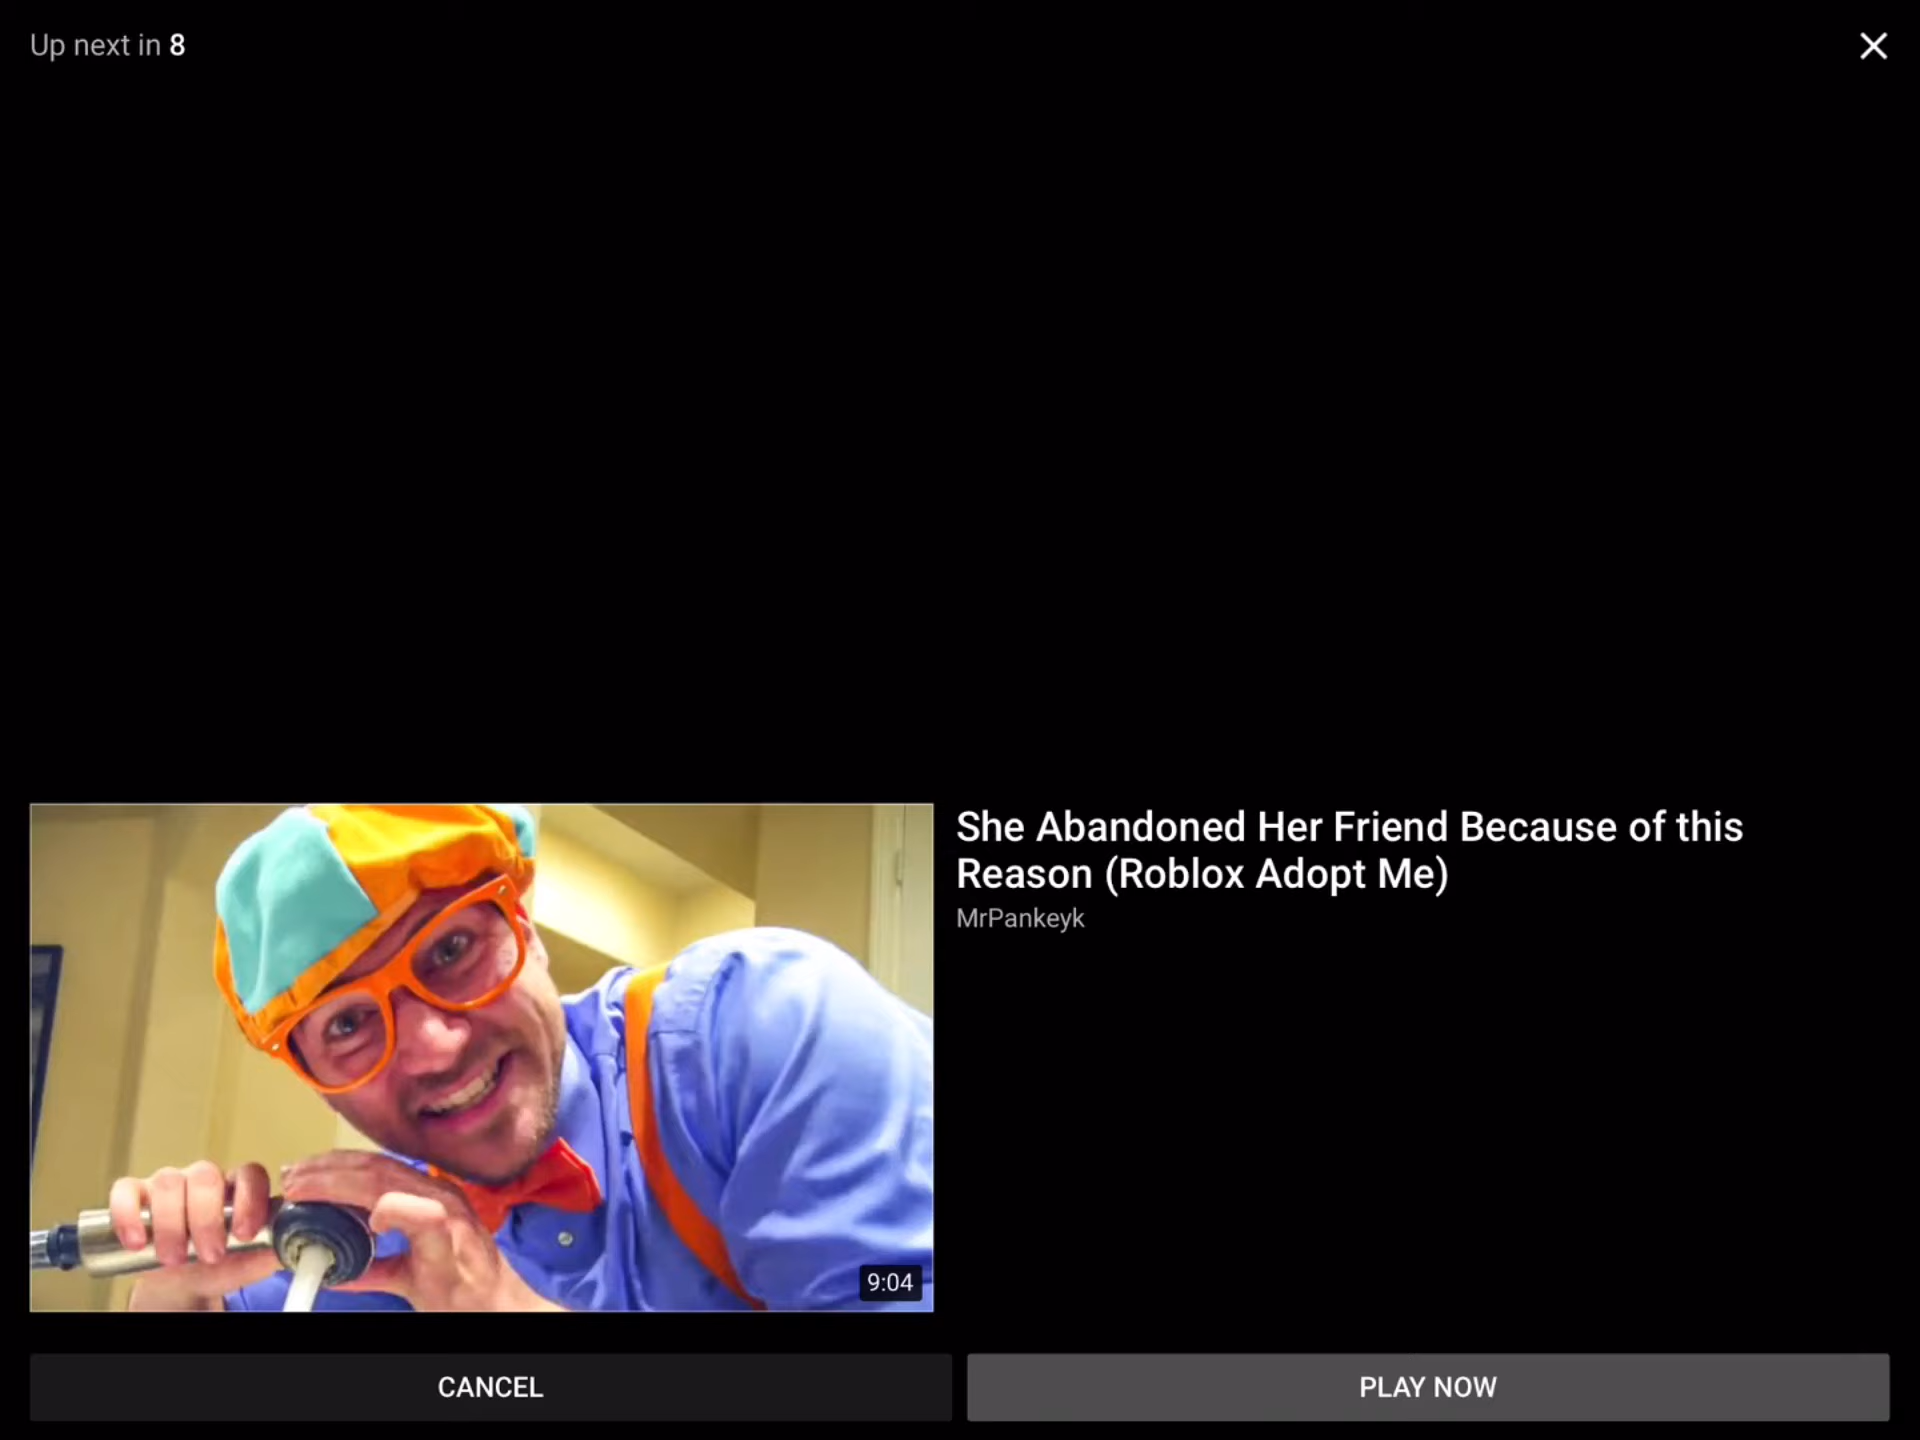 Up next in 8
She Abandoned Her Friend Because of this
Reason (Roblox Adopt Me)
MrPankeyk
9:04
CANCEL
PLAY NOW